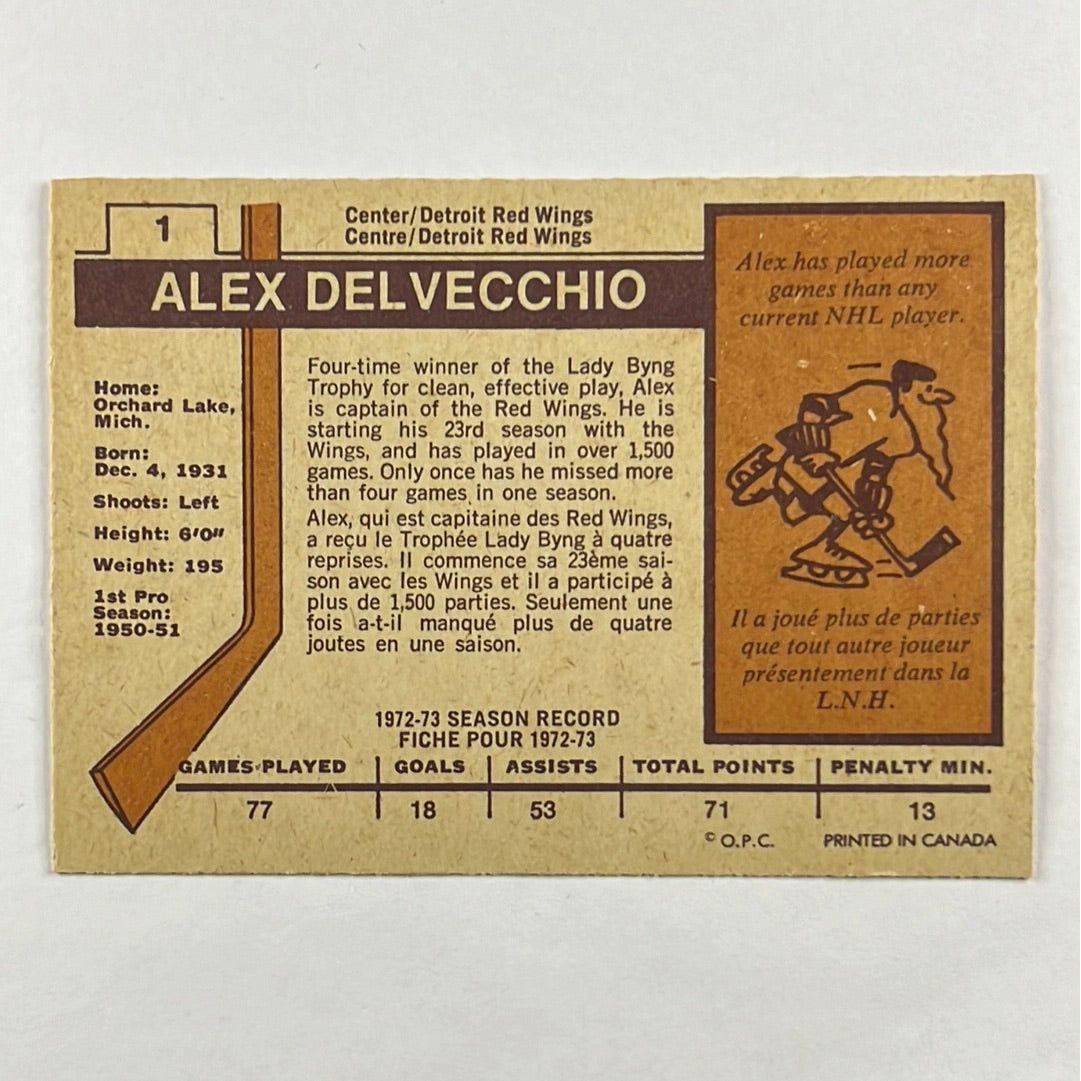 1
Center/Detroit Red Wings
Centre/Detroit Red Wings
ALEX DELVECCHIO
Home:
Orchard Lake,
Mich.
Born:
Dec. 4, 1931
Shoots: Left
Height: 6'0"
Weight: 195
1st Pro
Season:
1950-51
Four-time winner of the Lady Byng
Trophy for clean, effective play, Alex
is captain of the Red Wings. He is
starting his 23rd season with the
Wings, and has played in over 1,500
games. Only once has he missed more
than four games in one season.
Alex, qui est capitaine des Red Wings,
a reçu le Trophée Lady Byng à quatre
reprises. Il commence sa 23ème sai-
son avec les Wings et il a participé à
plus de 1,500 parties. Seulement une
fois a-t-il manqué plus de quatre
joutes en une saison.
Alex has played more
games than any
current NHL player.
Il a joué plus de parties
que tout autre joueur
présentement dans la
L.N.H.
1972-73 SEASON RECORD
FICHE POUR 1972-73
GAMES PLAYED GOALS ASSISTS TOTAL POINTS PENALTY MIN.
77 18 53 71 13
© O.P.C. PRINTED IN CANADA